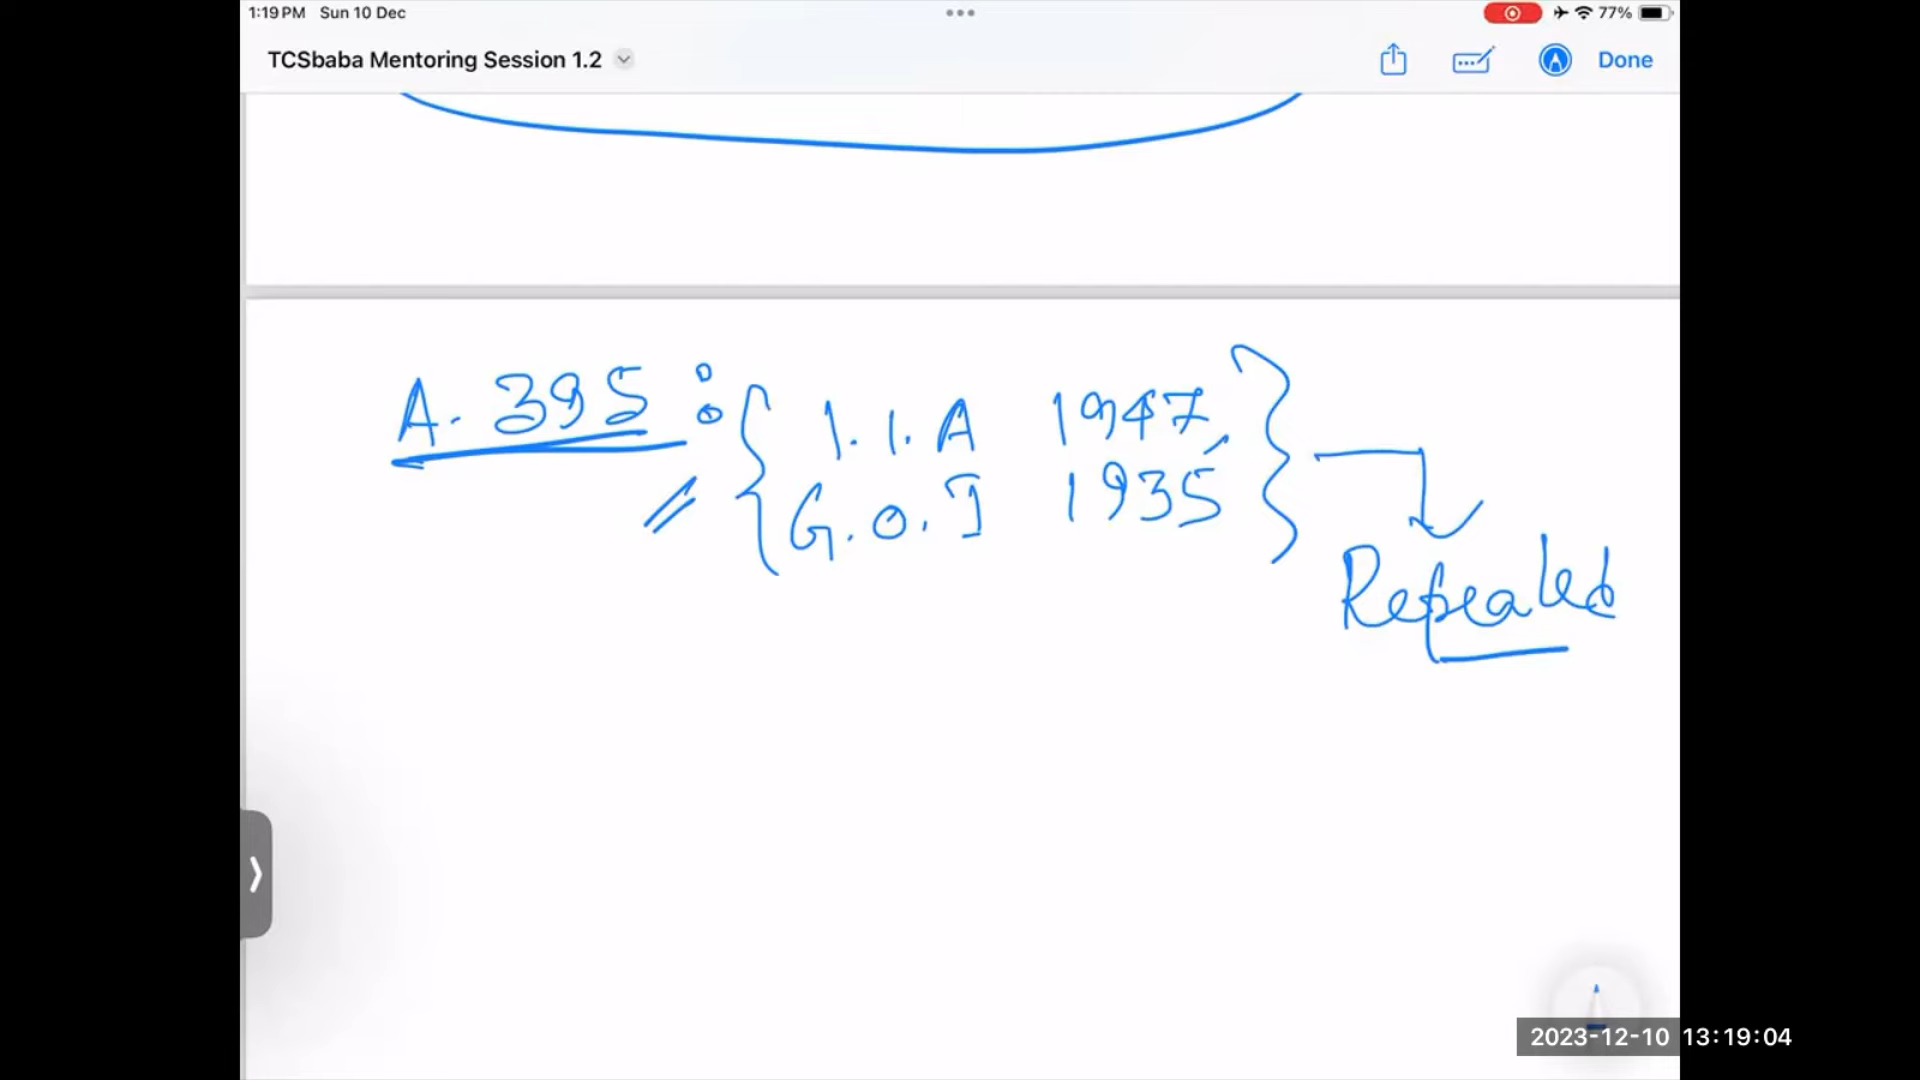 1:19 PM Sun 10 Dec
77%
TCSbaba Mentoring Session 1.2
Done
A. 395 : { I.I.A 1947, }
G.O.I 1935
Repealed
2023-12-10 13:19:04